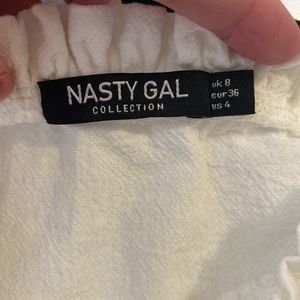 NASTY GAL
COLLECTION
uk 8
eur 36
us 4